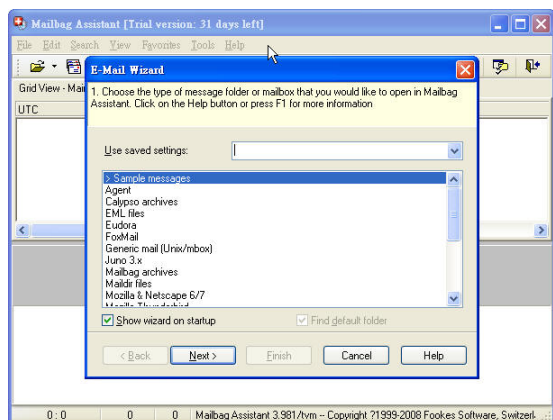 Mailbag Assistant [Trial version: 31 days left]
File Edit Search View Favorites Tools Help
E-Mail Wizard
Grid View - Mai
1. Choose the type of message folder or mailbox that you would like to open in Mailbag
Assistant. Click on the Help button or press F1 for more information
UTC
Use saved settings:
> Sample messages
Agent
Calypso archives
EML files
Eudora
FoxMail
Generic mail (Unix/mbox)
Juno 3.x
Mailbag archives
Maildir files
Mozilla & Netscape 6/7
Mozilla Thunderbird
Show wizard on startup Find default folder
< Back Next > Finish Cancel Help
0 : 0 0 0 Mailbag Assistant 3.981/tvm -- Copyright ?1999-2008 Fookes Software, Switzerl